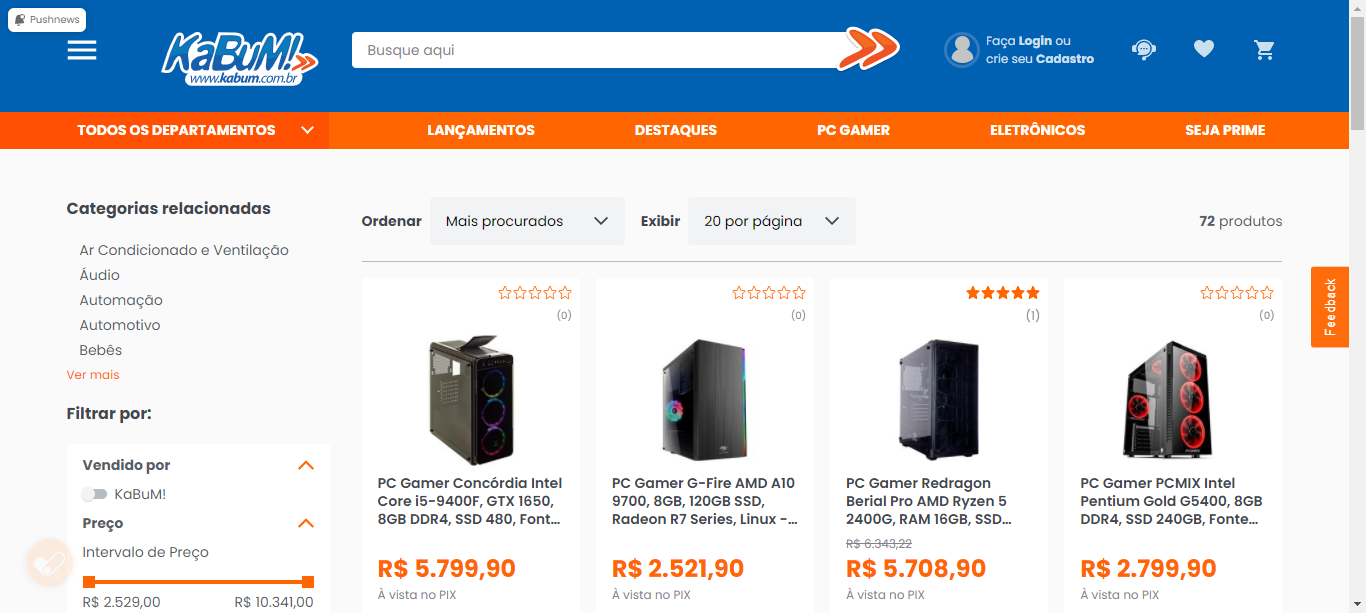 Pushnews
KaBuM!
www.kabum.com.br
Busque aqui
Faça Login ou
crie seu Cadastro
TODOS OS DEPARTAMENTOS
LANÇAMENTOS
DESTAQUES
PC GAMER
ELETRÔNICOS
SEJA PRIME
Categorias relacionadas
Ar Condicionado e Ventilação
Áudio
Automação
Automotivo
Bebês
Ver mais
Filtrar por:
Vendido por
KaBuM!
Preço
Intervalo de Preço
R$ 2.529,00
R$ 10.341,00
Ordenar
Mais procurados
Exibir
20 por página
72 produtos
(0)
PC Gamer Concórdia Intel
Core i5-9400F, GTX 1650,
8GB DDR4, SSD 480, Font...
R$ 5.799,90
À vista no PIX
(0)
PC Gamer G-Fire AMD A10
9700, 8GB, 120GB SSD,
Radeon R7 Series, Linux -...
R$ 2.521,90
À vista no PIX
(1)
PC Gamer Redragon
Berial Pro AMD Ryzen 5
2400G, RAM 16GB, SSD...
R$ 6.343,22
R$ 5.708,90
À vista no PIX
(0)
PC Gamer PCMIX Intel
Pentium Gold G5400, 8GB
DDR4, SSD 240GB, Fonte...
R$ 2.799,90
À vista no PIX
Feedback